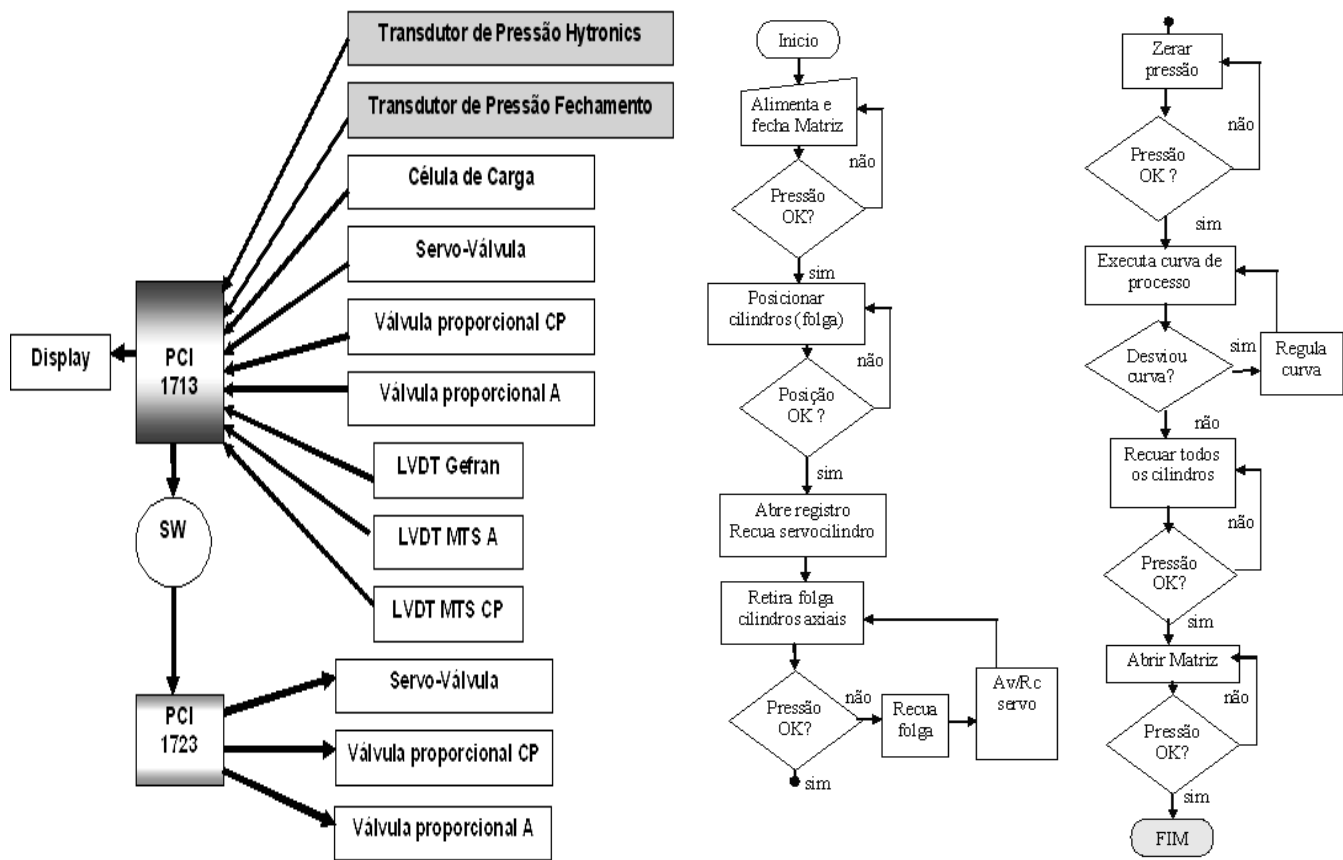 Transdutor de Pressão Hytronics
Transdutor de Pressão Fechamento
Célula de Carga
Servo-Válvula
Válvula proporcional CP
Válvula proporcional A
LVDT Gefran
LVDT MTS A
LVDT MTS CP
Display
PCI
1713
SW
PCI
1723
Servo-Válvula
Válvula proporcional CP
Válvula proporcional A
Inicio
Alimenta e
fecha Matriz
não
Pressão
OK?
sim
Posicionar
cilindros (folga)
não
Posição
OK ?
sim
Abre registro
Recua servocilindro
Retira folga
cilindros axiais
Pressão
OK?
não
Recua
folga
Av/Rc
servo
sim
Zerar
pressão
não
Pressão
OK ?
sim
Executa curva de
processo
Desviou
curva?
sim
Regula
curva
não
Recuar todos
os cilindros
não
Pressão
OK?
sim
Abrir Matriz
não
Pressão
OK?
sim
FIM